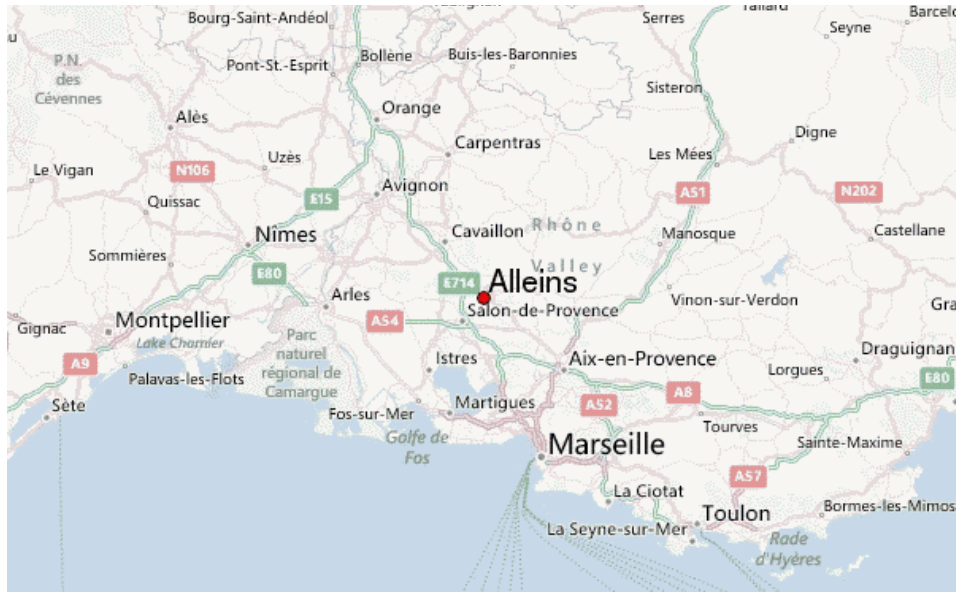 Bourg-Saint-Andéol
Serres
Barcelo
Seyne
Bollène
Buis-les-Baronnies
P.N.
des
Cévennes
Pont-St.-Esprit
Sisteron
Orange
Alès
Carpentras
Digne
Le Vigan
N106
Uzès
Les Mées
Avignon
A51
N202
Quissac
E15
Rhône
Valley
Nîmes
Cavaillon
Manosque
Castellane
Sommières
E80
E714
Alleins
Vinon-sur-Verdon
Arles
Salon-de-Provence
Gra
Gignac
Montpellier
A54
Lake Charnier
Parc
naturel
régional de
Camargue
Istres
Aix-en-Provence
Draguignan
A9
Palavas-les-Flots
Lorgues
E80
Sète
Fos-sur-Mer
Martigues
A52
A8
Tourves
Golfe de
Fos
Marseille
Sainte-Maxime
A57
La Ciotat
Toulon
Bormes-les-Mimosa
La Seyne-sur-Mer
Rade
d'Hyères